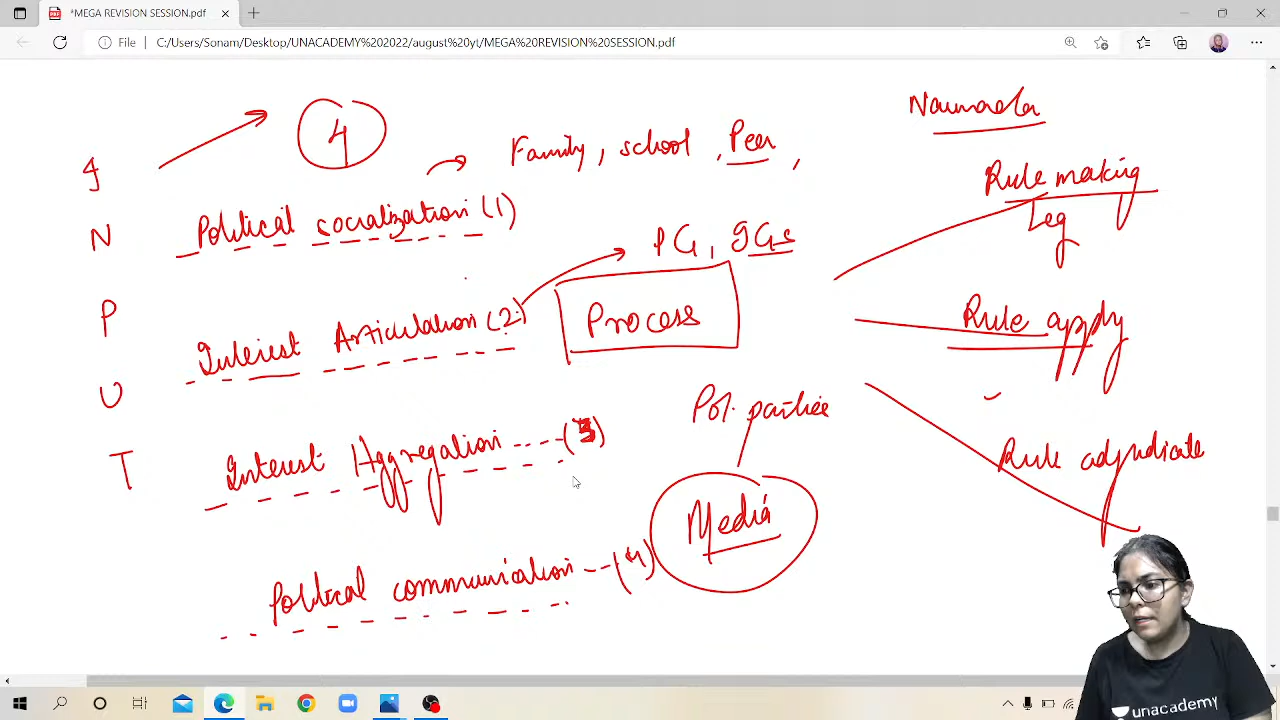 *MEGA REVISION SESSION.pdf
File C:/Users/Sonam/Desktop/UNACADEMY%202022/august%20yt/MEGA%20REVISION%20SESSION.pdf
4
Family, school, Peer,
Rule making
Leg
I
N
P
U
T
Political socialization (1)
PG, IGs
Process
Interest Articulation (2)
Rule apply
Pol. parties
Interest Aggregation ....-(3)
Rule adjudicate
Media
Political communication --(4)
unacademy